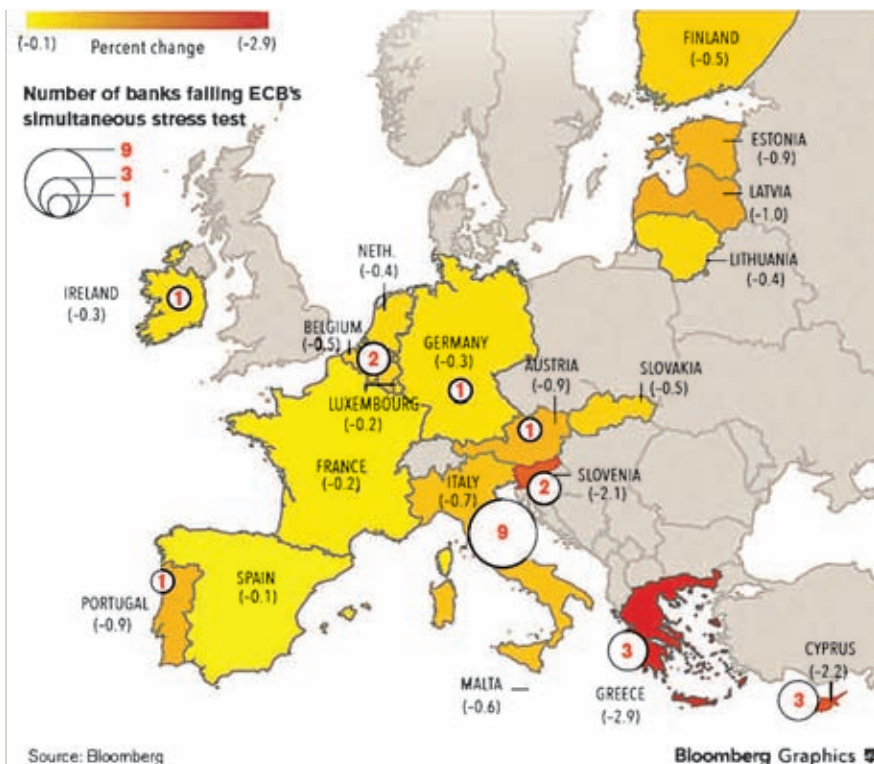 (-0.1) Percent change (-2.9)
Number of banks failing ECB's
simultaneous stress test
9
3
1
FINLAND
(-0.5)
ESTONIA
(-0.9)
LATVIA
(-1.0)
LITHUANIA
(-0.4)
NETH.
(-0.4)
IRELAND
(-0.3)
1
BELGIUM
(-0.5)
2
GERMANY
(-0.3)
1
AUSTRIA
(-0.9)
1
SLOVAKIA
(-0.5)
LUXEMBOURG
(-0.2)
FRANCE
(-0.2)
ITALY
(-0.7)
9
SLOVENIA
(-2.1)
2
SPAIN
(-0.1)
1
PORTUGAL
(-0.9)
MALTA
(-0.6)
3
GREECE
(-2.9)
CYPRUS
(-2.2)
3
Source: Bloomberg
Bloomberg Graphics